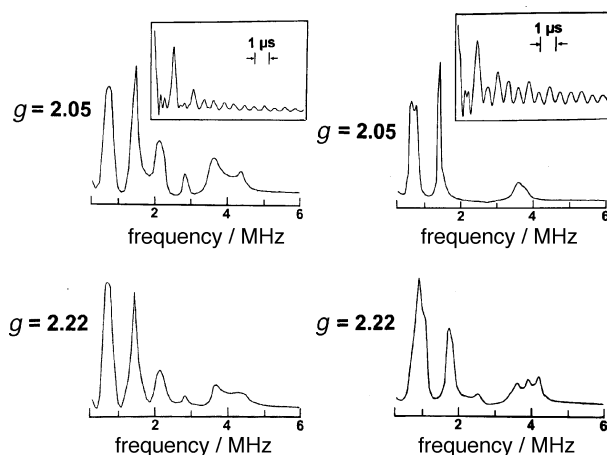 1 µs
1 µs
g = 2.05
g = 2.05
2 4 6
2 4 6
frequency / MHz
frequency / MHz
g = 2.22
g = 2.22
2 4 6
2 4 6
frequency / MHz
frequency / MHz